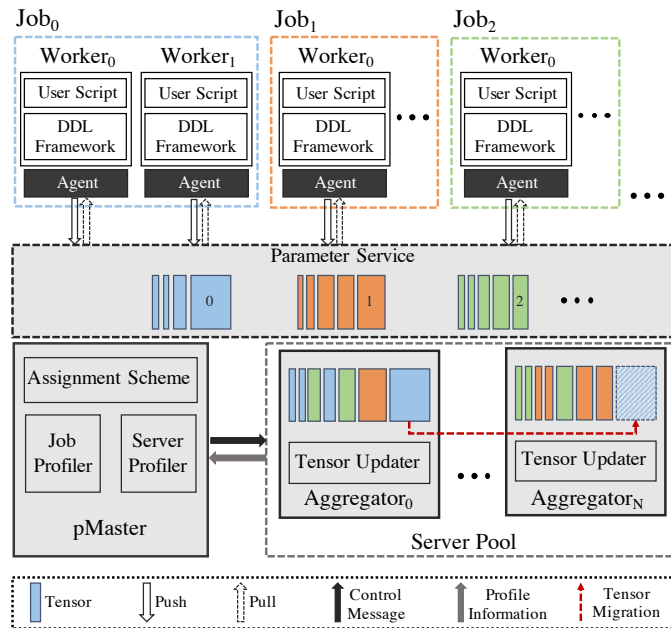 Job0
Job1
Job2
Worker0
Worker1
Worker0
Worker0
User Script
User Script
User Script
User Script
DDL
Framework
DDL
Framework
DDL
Framework
DDL
Framework
Agent
Agent
Agent
Agent
Parameter Service
0
1
2
Assignment Scheme
Job
Profiler
Server
Profiler
pMaster
Tensor Updater
Aggregator0
Tensor Updater
AggregatorN
Server Pool
Tensor
Push
Pull
Control
Message
Profile
Information
Tensor
Migration